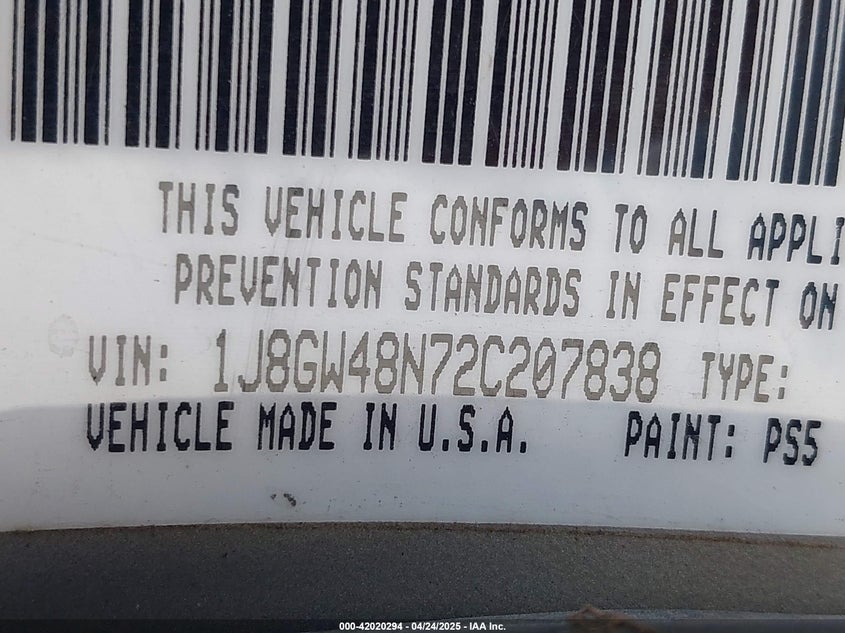 THIS VEHICLE CONFORMS TO ALL APPLI
PREVENTION STANDARDS IN EFFECT ON
VIN: 1J8GW48N72C207838 TYPE:
VEHICLE MADE IN U.S.A. PAINT: PS5
000-42020294 - 04/24/2025 - IAA Inc.